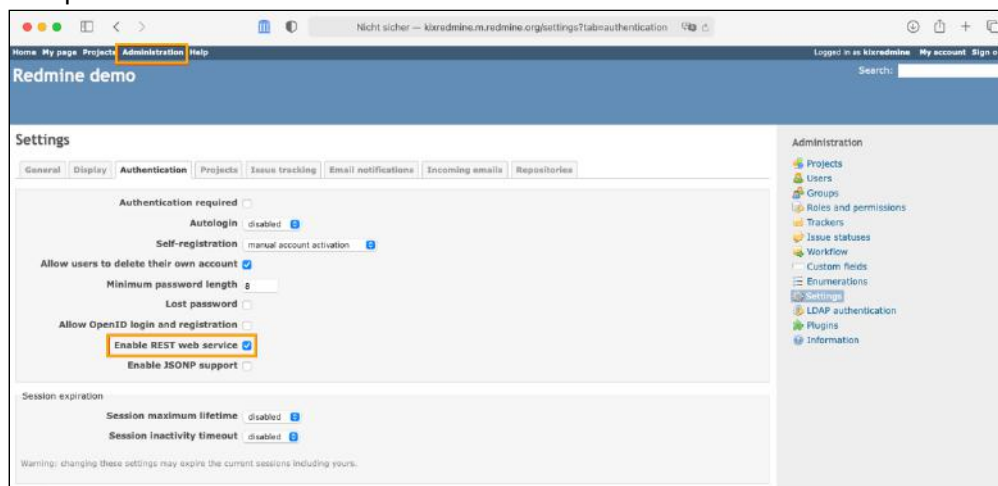 Nicht sicher — kixredmine.m.redmine.org/settings?tab=authentication
Home My page Projects Administration Help
Logged in as kixredmine My account Sign o
Redmine demo
Search:
Settings
General Display Authentication Projects Issue tracking Email notifications Incoming emails Repositories
Authentication required
Autologin disabled
Self-registration manual account activation
Allow users to delete their own account
Minimum password length 8
Lost password
Allow OpenID login and registration
Enable REST web service
Enable JSONP support
Session expiration
Session maximum lifetime disabled
Session inactivity timeout disabled
Warning: changing these settings may expire the current sessions including yours.
Administration
Projects
Users
Groups
Roles and permissions
Trackers
Issue statuses
Workflow
Custom fields
Enumerations
Settings
LDAP authentication
Plugins
Information